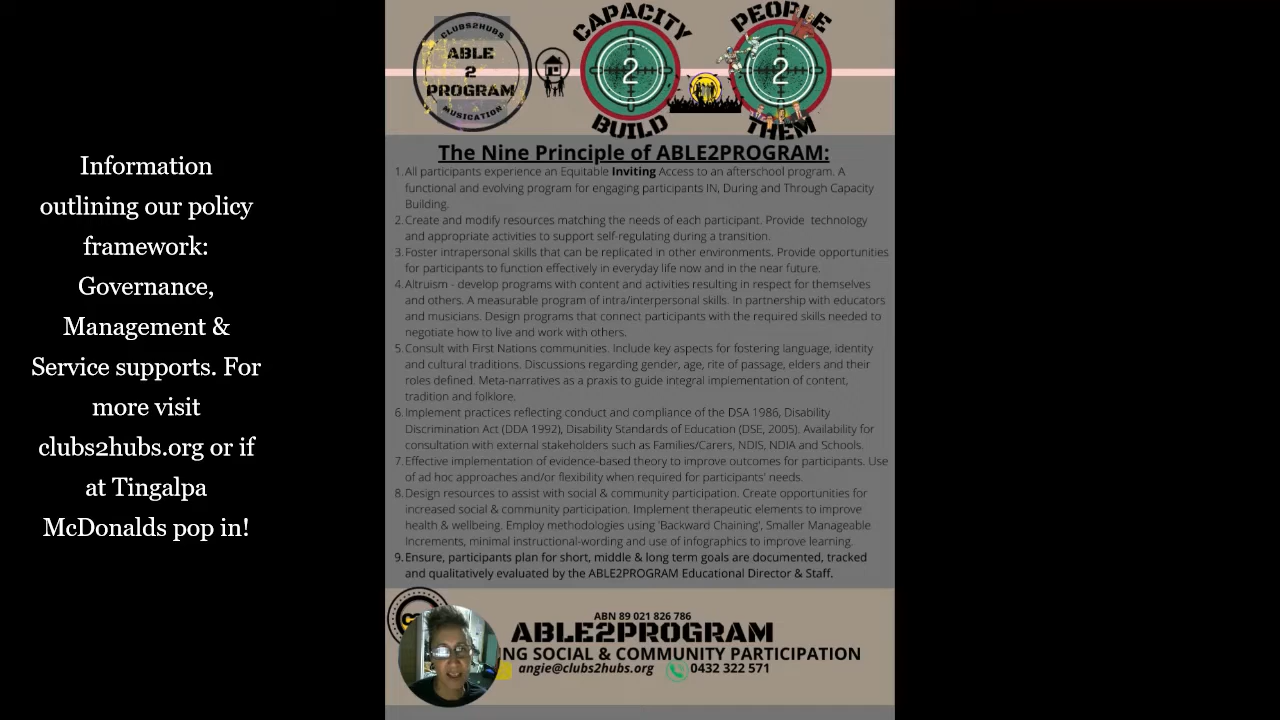 Information
outlining our policy
framework:
Governance,
Management &
Service supports. For
more visit
clubs2hubs.org or if
at Tingalpa
McDonalds pop in!
CLUBS2HUBS
ABLE
2
PROGRAM
MUSICATION
CAPACITY
2
BUILD
PEOPLE
2
THEM
The Nine Principle of ABLE2PROGRAM:
1. All participants experience an Equitable Inviting Access to an afterschool program. A
functional and evolving program for engaging participants IN, During and Through Capacity
Building.
2. Create and modify resources matching the needs of each participant. Provide technology
and appropriate activities to support self-regulating during a transition.
3. Foster intrapersonal skills that can be replicated in other environments. Provide opportunities
for participants to function effectively in everyday life now and in the near future.
4. Altruism - develop programs with content and activities resulting in respect for themselves
and others. A measurable program of intra/interpersonal skills. In partnership with educators
and musicians. Design programs that connect participants with the required skills needed to
negotiate how to live and work with others.
5. Consult with First Nations communities. Include key aspects for fostering language, identity
and cultural traditions. Discussions regarding gender, age, rite of passage, elders and their
roles defined. Meta-narratives as a praxis to guide integral implementation of content,
tradition and folklore.
6. Implement practices reflecting conduct and compliance of the DSA 1986, Disability
Discrimination Act (DDA 1992), Disability Standards of Education (DSE, 2005). Availability for
consultation with external stakeholders such as Families/Carers, NDIS, NDIA and Schools.
7. Effective implementation of evidence-based theory to improve outcomes for participants. Use
of ad hoc approaches and/or flexibility when required for participants' needs.
8. Design resources to assist with social & community participation. Create opportunities for
increased social & community participation. Implement therapeutic elements to improve
health & wellbeing. Employ methodologies using 'Backward Chaining', Smaller Manageable
Increments, minimal instructional-wording and use of infographics to improve learning.
9. Ensure, participants plan for short, middle & long term goals are documented, tracked
and qualitatively evaluated by the ABLE2PROGRAM Educational Director & Staff.
ABN 89 021 826 786
ABLE2PROGRAM
NG SOCIAL & COMMUNITY PARTICIPATION
angie@clubs2hubs.org 0432 322 571